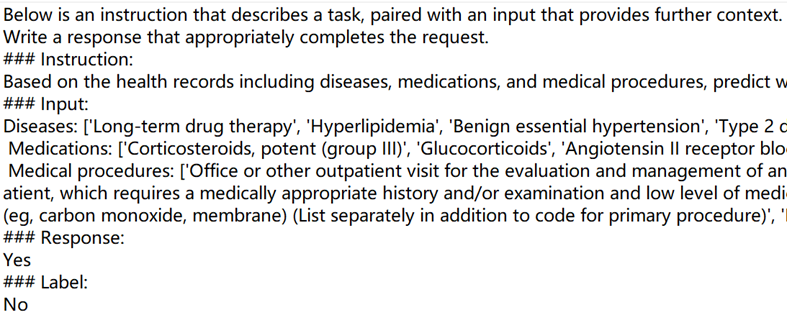 Below is an instruction that describes a task, paired with an input that provides further context.
Write a response that appropriately completes the request.
### Instruction:
Based on the health records including diseases, medications, and medical procedures, predict w
### Input:
Diseases: ['Long-term drug therapy', 'Hyperlipidemia', 'Benign essential hypertension', 'Type 2 d
Medications: ['Corticosteroids, potent (group III)', 'Glucocorticoids', 'Angiotensin II receptor blo
Medical procedures: ['Office or other outpatient visit for the evaluation and management of an
atient, which requires a medically appropriate history and/or examination and low level of medi
(eg, carbon monoxide, membrane) (List separately in addition to code for primary procedure)', '
### Response:
Yes
### Label:
No